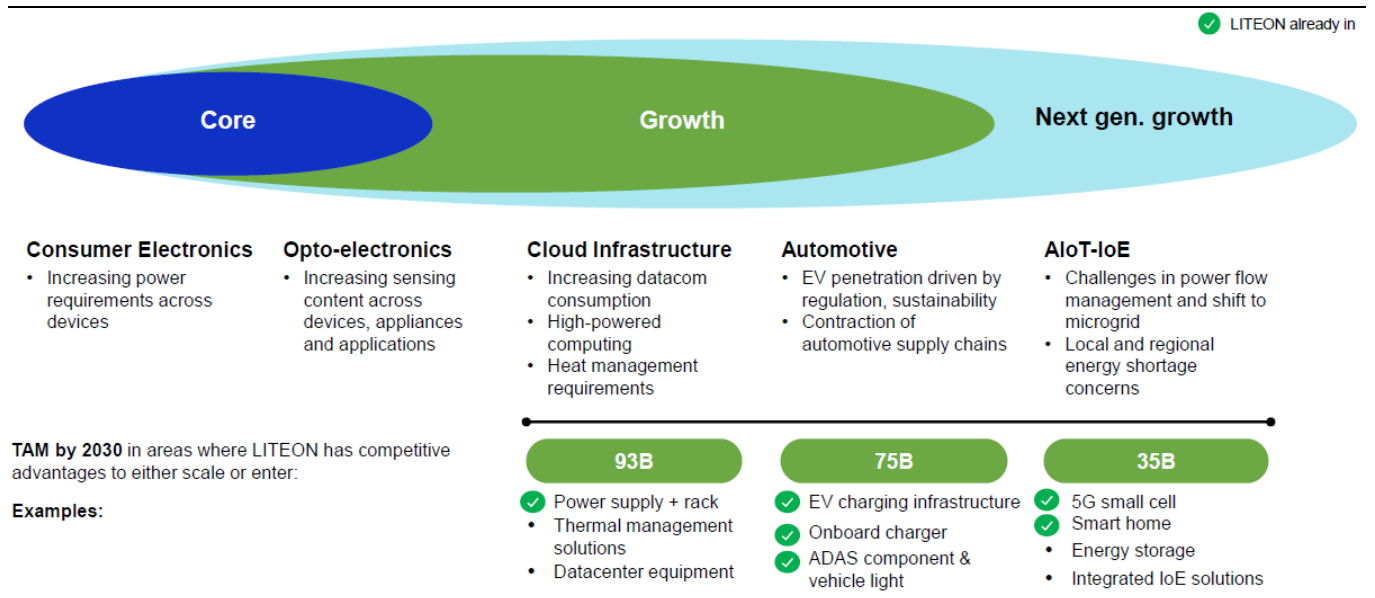 LITEON already in
Core
Growth
Next gen. growth
Consumer Electronics
• Increasing power
requirements across
devices
Opto-electronics
• Increasing sensing
content across
devices, appliances
and applications
Cloud Infrastructure
• Increasing datacom
consumption
• High-powered
computing
• Heat management
requirements
Automotive
• EV penetration driven by
regulation, sustainability
• Contraction of
automotive supply chains
AIoT-IoE
• Challenges in power flow
management and shift to
microgrid
• Local and regional
energy shortage
concerns
TAM by 2030 in areas where LITEON has competitive
advantages to either scale or enter:
Examples:
93B
Power supply + rack
• Thermal management
solutions
• Datacenter equipment
75B
EV charging infrastructure
Onboard charger
ADAS component &
vehicle light
35B
5G small cell
Smart home
• Energy storage
• Integrated IoE solutions